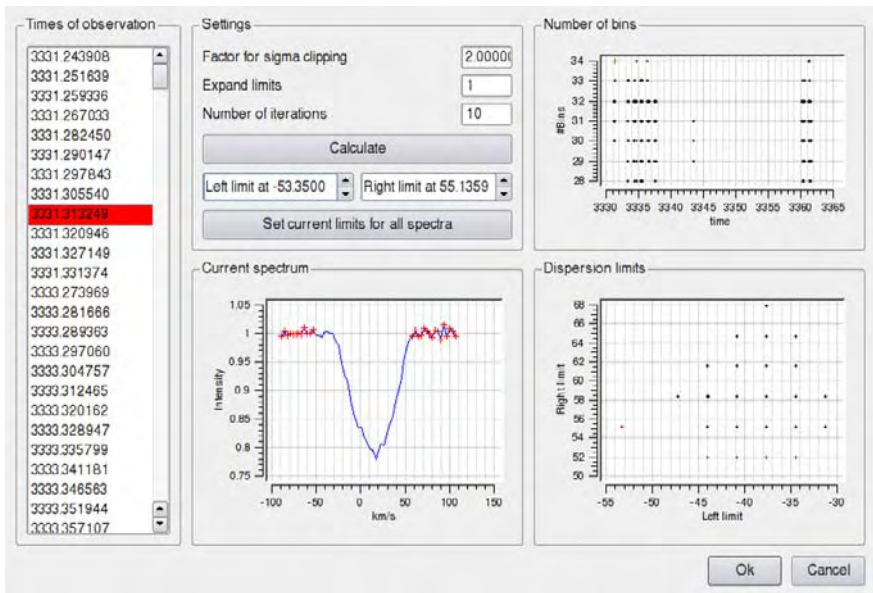 Times of observation
3331.243908
3331.251639
3331.259336
3331.267033
3331.282450
3331.290147
3331.297843
3331.305540
3331.313249
3331.320946
3331.327149
3331.331374
3333.273969
3333.281666
3333.289363
3333.297060
3333.304757
3333.312465
3333.320162
3333.328947
3333.335799
3333.341181
3333.346563
3333.351944
3333.357107
Settings
Factor for sigma clipping 2.00000
Expand limits 1
Number of iterations 10
Calculate
Left limit at -53.3500 Right limit at 55.1359
Set current limits for all spectra
Number of bins
34
33
32
31
30
29
28
#Bins
3330 3335 3340 3345 3350 3355 3360 3365
time
Current spectrum
1.05
1
0.95
0.9
0.85
0.8
0.75
Intensity
-100 -50 0 50 100 150
km/s
Dispersion limits
68
66
64
62
60
58
56
54
52
50
Right limit
-55 -50 -45 -40 -35 -30
Left limit
Ok Cancel